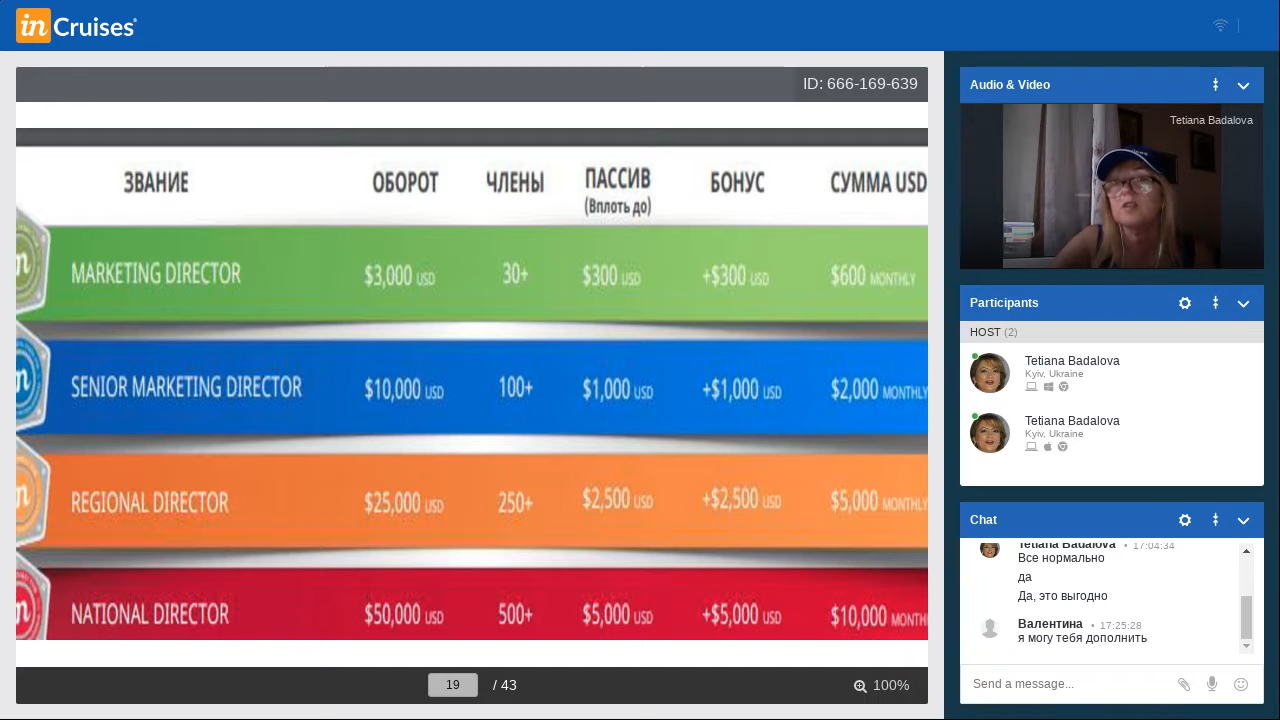 in Cruises®
ID: 666-169-639
ЗВАНИЕ ОБОРОТ ЧЛЕНЫ ПАССИВ БОНУС СУММА USD
(Вплоть до)
MARKETING DIRECTOR $3,000 USD 30+ $300 USD +$300 USD $600 MONTHLY
SENIOR MARKETING DIRECTOR $10,000 USD 100+ $1,000 USD +$1,000 USD $2,000 MONTHLY
REGIONAL DIRECTOR $25,000 USD 250+ $2,500 USD +$2,500 USD $5,000 MONTHLY
NATIONAL DIRECTOR $50,000 USD 500+ $5,000 USD +$5,000 USD $10,000 MONTH
19 / 43
100%
Audio & Video
Tetiana Badalova
Participants
HOST (2)
Tetiana Badalova
Kyiv, Ukraine
Tetiana Badalova
Kyiv, Ukraine
Chat
Tetiana Badalova • 17:04:34
Все нормально
да
Да, это выгодно
Валентина • 17:25:28
я могу тебя дополнить
Send a message...